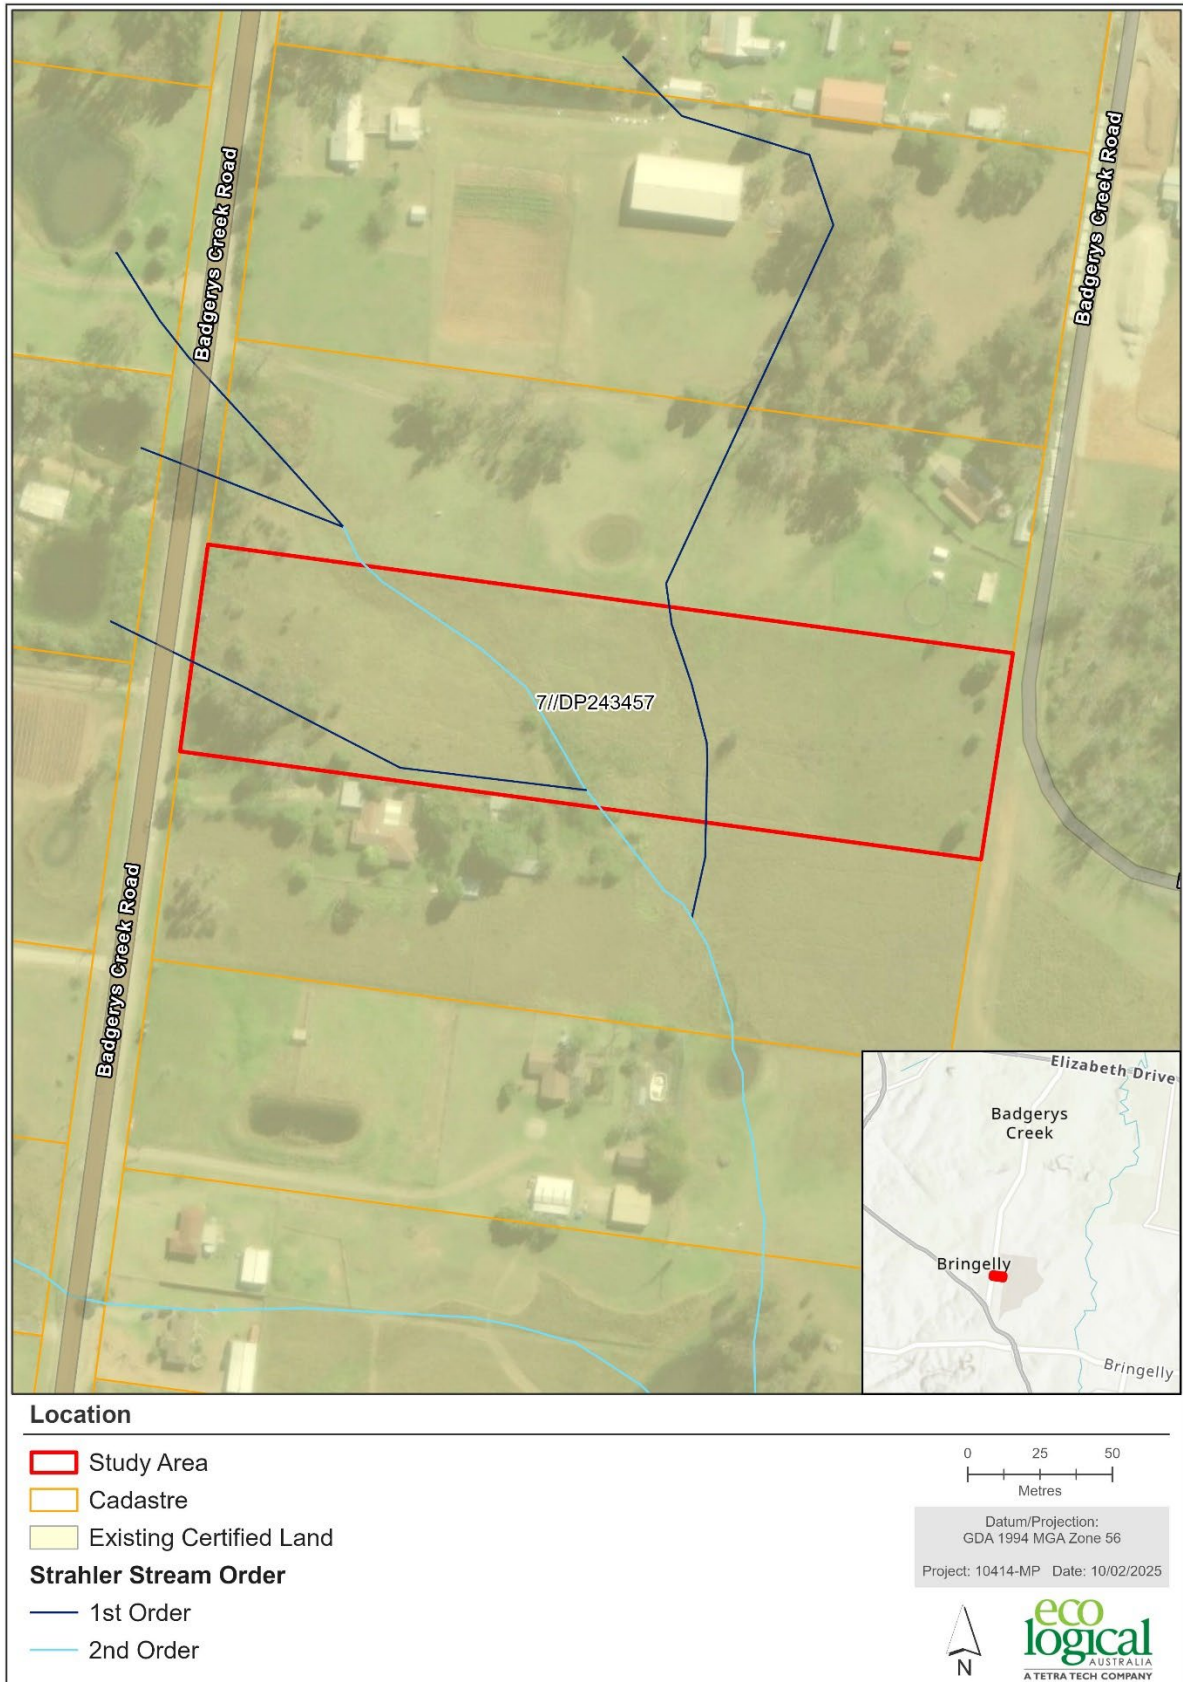 Badgerys Creek Road
Badgerys Creek Road
7//DP243457
Badgerys Creek Road
Elizabeth Drive
Badgerys
Creek
Bringelly
Bringelly
Location
Study Area
Cadastre
Existing Certified Land
Strahler Stream Order
1st Order
2nd Order
0 25 50
Metres
Datum/Projection:
GDA 1994 MGA Zone 56
Project: 10414-MP Date: 10/02/2025
N
eco
logical
AUSTRALIA
A TETRA TECH COMPANY